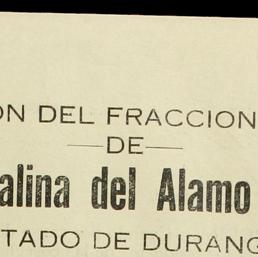 ON DEL FRACCION
—DE—
alina del Alamo
TADO DE DURANG